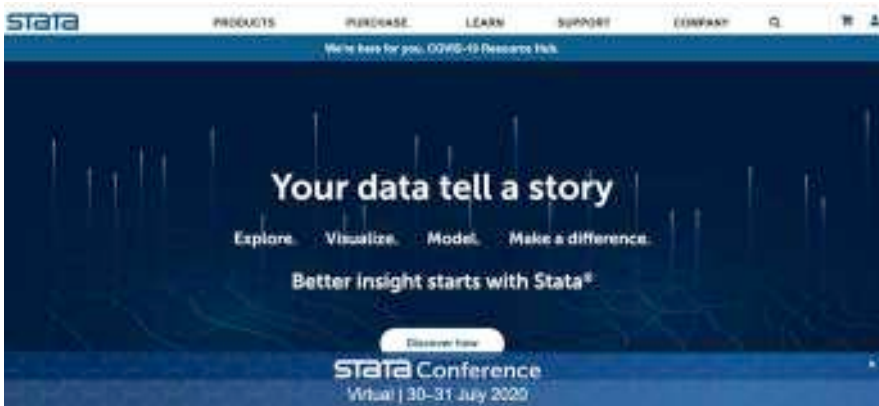 stata PRODUCTS PURCHASE LEARN SUPPORT COMPANY
We're here for you. COVID-19 Resource Hub.
Your data tell a story
Explore. Visualize. Model. Make a difference.
Better insight starts with Stata®
Discover how
stata Conference
Virtual | 30–31 July 2020